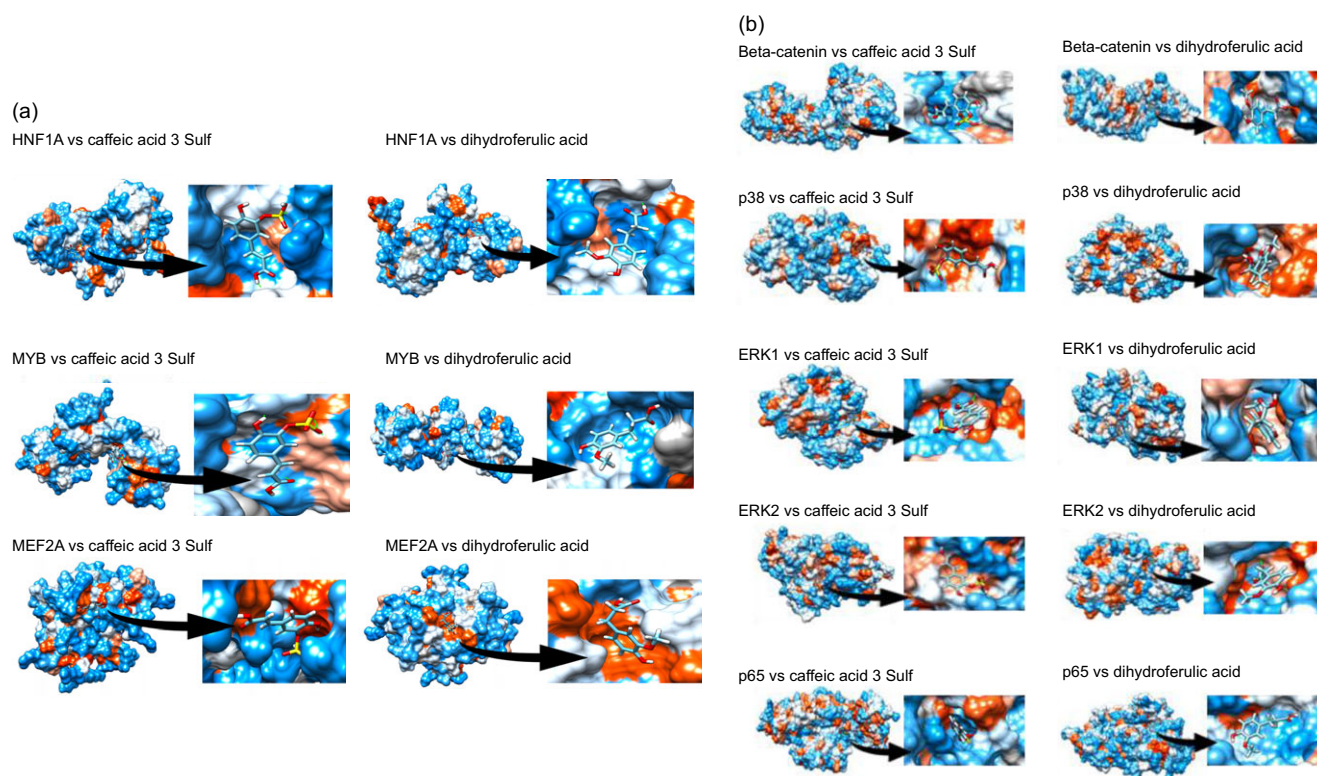 (a)
HNF1A vs caffeic acid 3 Sulf
HNF1A vs dihydroferulic acid
MYB vs caffeic acid 3 Sulf
MYB vs dihydroferulic acid
MEF2A vs caffeic acid 3 Sulf
MEF2A vs dihydroferulic acid
(b)
Beta-catenin vs caffeic acid 3 Sulf
Beta-catenin vs dihydroferulic acid
p38 vs caffeic acid 3 Sulf
p38 vs dihydroferulic acid
ERK1 vs caffeic acid 3 Sulf
ERK1 vs dihydroferulic acid
ERK2 vs caffeic acid 3 Sulf
ERK2 vs dihydroferulic acid
p65 vs caffeic acid 3 Sulf
p65 vs dihydroferulic acid